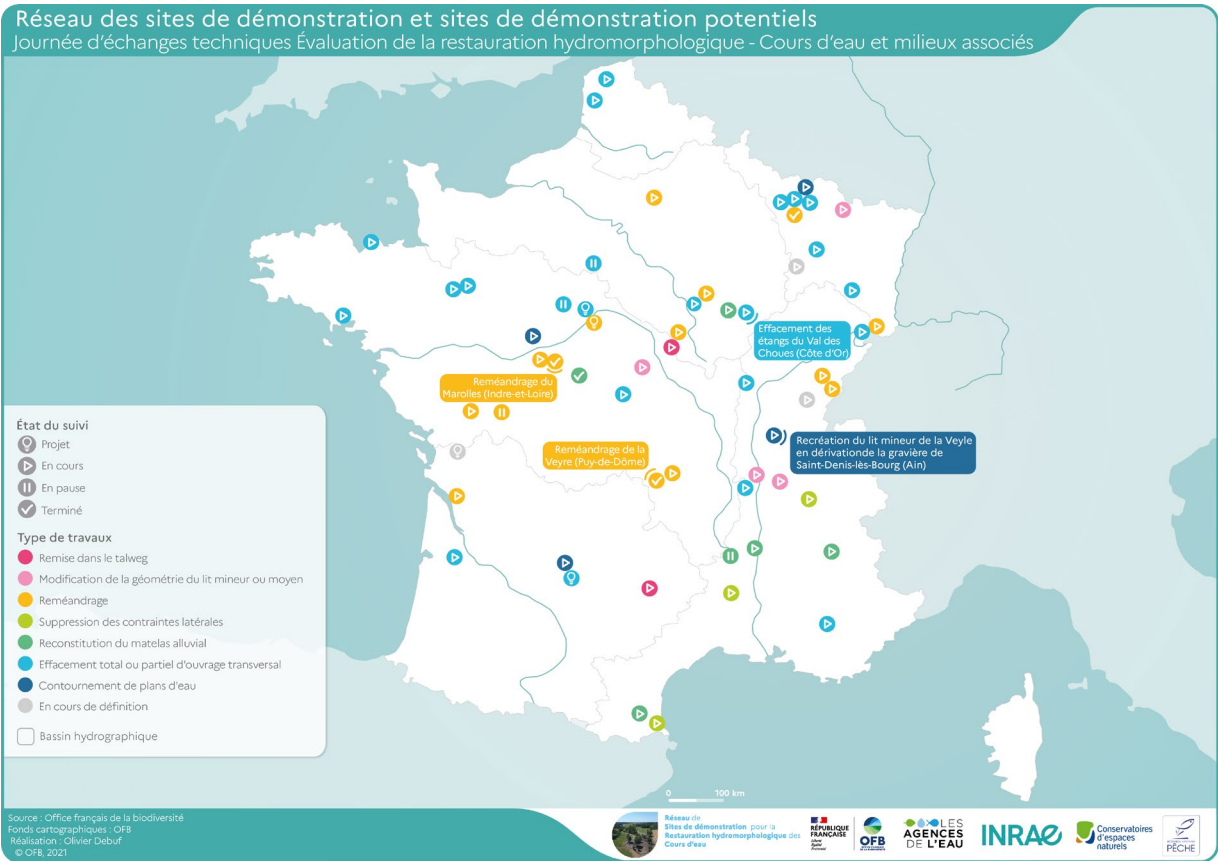 Réseau des sites de démonstration et sites de démonstration potentiels
Journée d'échanges techniques Évaluation de la restauration hydromorphologique - Cours d'eau et milieux associés
Effacement des
étangs du Val des
Choues (Côte d'Or)
Reméandrage du
Marolles (Indre-et-Loire)
Recréation du lit mineur de la Veyle
en dérivationde la gravière de
Saint-Denis-lès-Bourg (Ain)
Reméandrage de la
Veyre (Puy-de-Dôme)
État du suivi
Projet
En cours
En pause
Terminé
Type de travaux
Remise dans le talweg
Modification de la géométrie du lit mineur ou moyen
Reméandrage
Suppression des contraintes latérales
Reconstitution du matelas alluvial
Effacement total ou partiel d'ouvrage transversal
Contournement de plans d'eau
En cours de définition
Bassin hydrographique
0 100 km
Source : Office français de la biodiversité
Fonds cartographiques : OFB
Réalisation : Olivier Debuf
© OFB, 2021
Réseau de
Sites de démonstration pour la
Restauration hydromorphologique des
Cours d'eau
RÉPUBLIQUE
FRANÇAISE
Liberté
Égalité
Fraternité
OFB
LES
AGENCES
DE L'EAU
INRAE
Conservatoires
d'espaces
naturels
PÊCHE